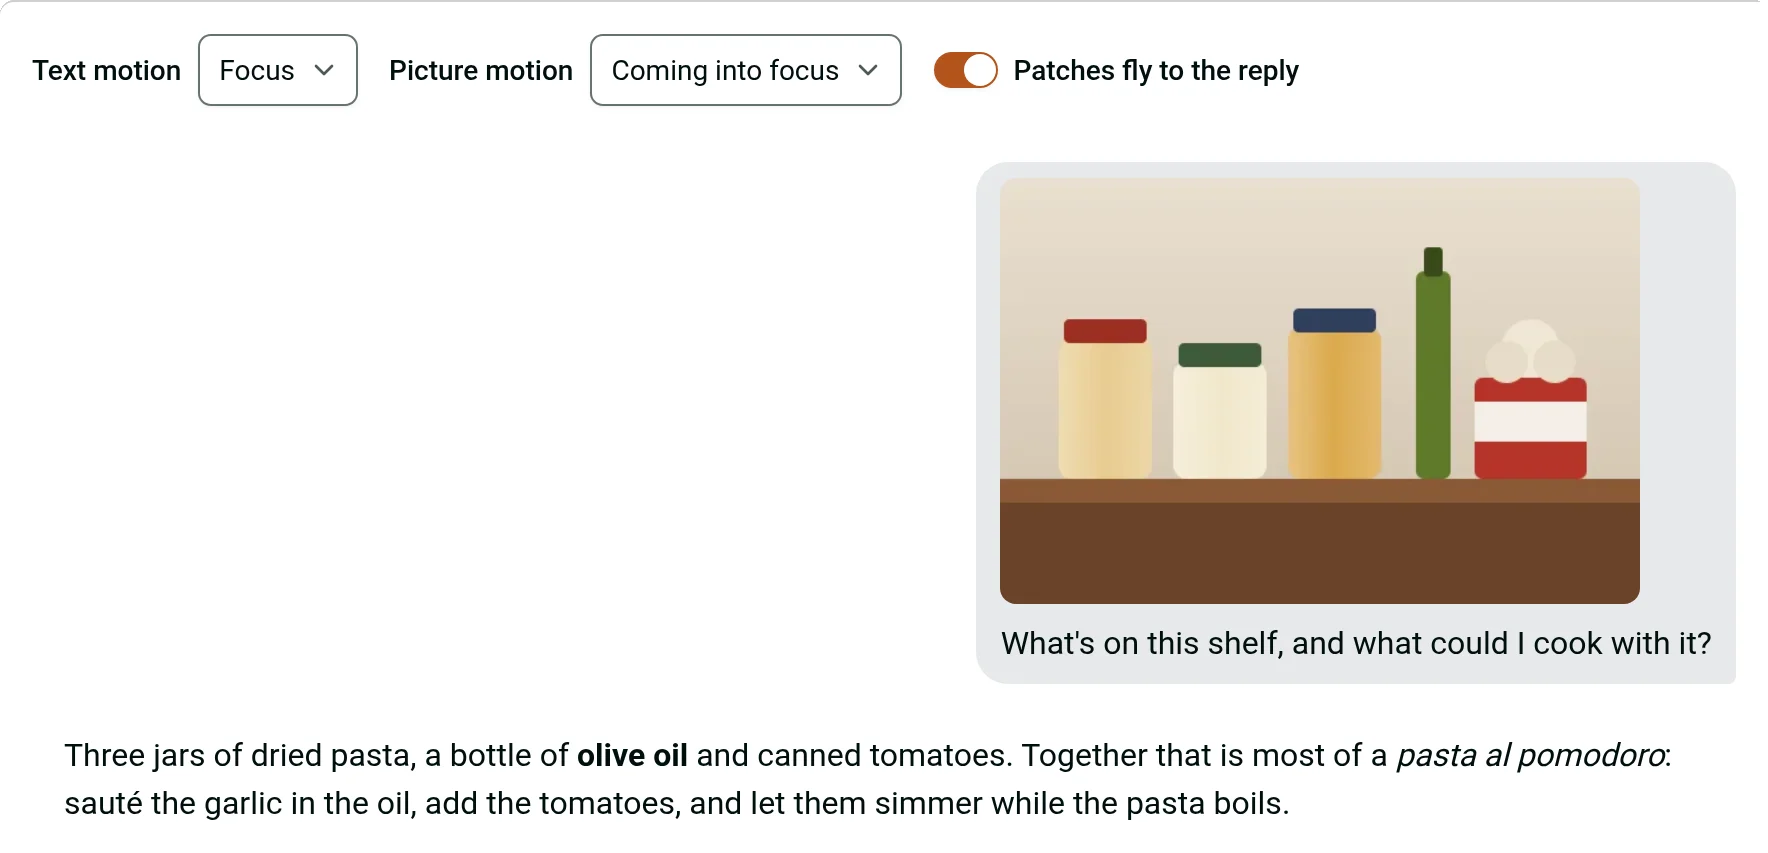 Text motion Focus Picture motion Coming into focus Patches fly to the reply
What's on this shelf, and what could I cook with it?
Three jars of dried pasta, a bottle of olive oil and canned tomatoes. Together that is most of a pasta al pomodoro:
sauté the garlic in the oil, add the tomatoes, and let them simmer while the pasta boils.